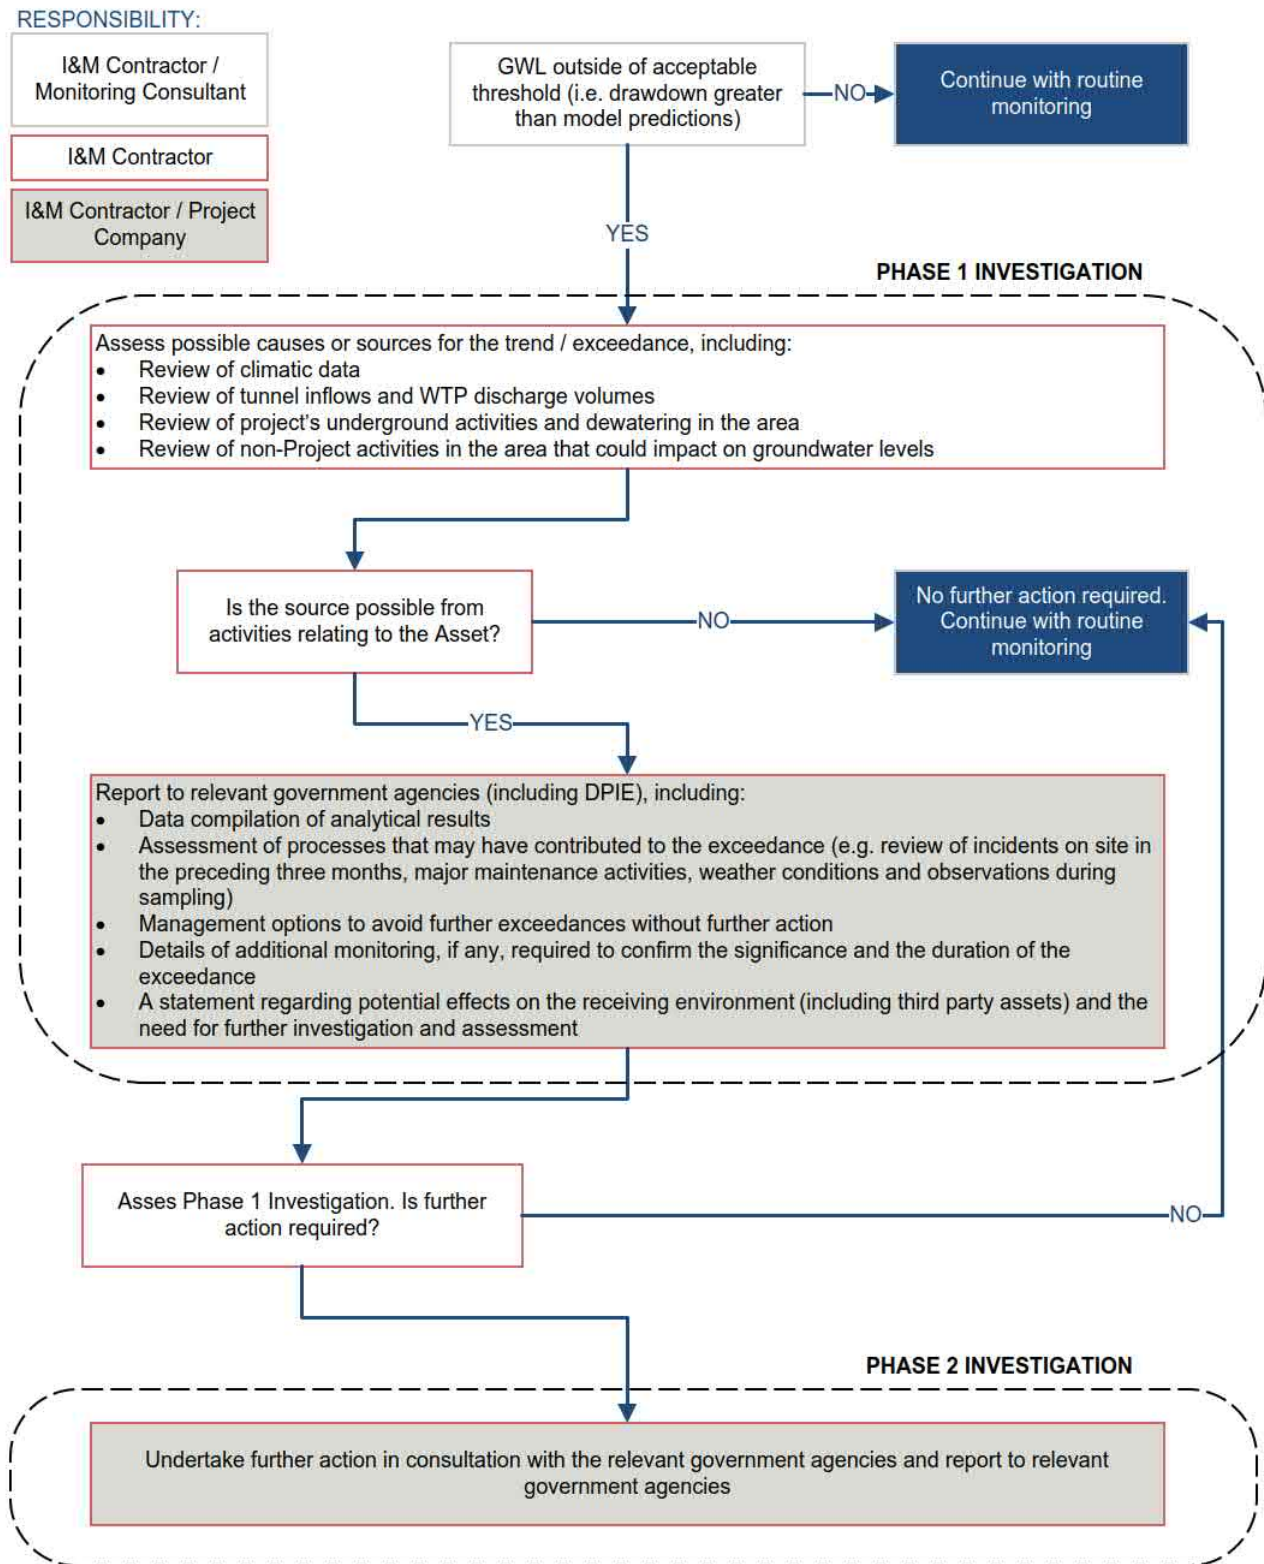 RESPONSIBILITY:
I&M Contractor /
Monitoring Consultant
I&M Contractor
I&M Contractor / Project
Company
GWL outside of acceptable
threshold (i.e. drawdown greater
than model predictions)
NO
Continue with routine
monitoring
YES
PHASE 1 INVESTIGATION
Assess possible causes or sources for the trend / exceedance, including:
• Review of climatic data
• Review of tunnel inflows and WTP discharge volumes
• Review of project's underground activities and dewatering in the area
• Review of non-Project activities in the area that could impact on groundwater levels
Is the source possible from
activities relating to the Asset?
NO
No further action required.
Continue with routine
monitoring
YES
Report to relevant government agencies (including DPIE), including:
• Data compilation of analytical results
• Assessment of processes that may have contributed to the exceedance (e.g. review of incidents on site in
the preceding three months, major maintenance activities, weather conditions and observations during
sampling)
• Management options to avoid further exceedances without further action
• Details of additional monitoring, if any, required to confirm the significance and the duration of the
exceedance
• A statement regarding potential effects on the receiving environment (including third party assets) and the
need for further investigation and assessment
Asses Phase 1 Investigation. Is further
action required?
NO
PHASE 2 INVESTIGATION
Undertake further action in consultation with the relevant government agencies and report to relevant
government agencies